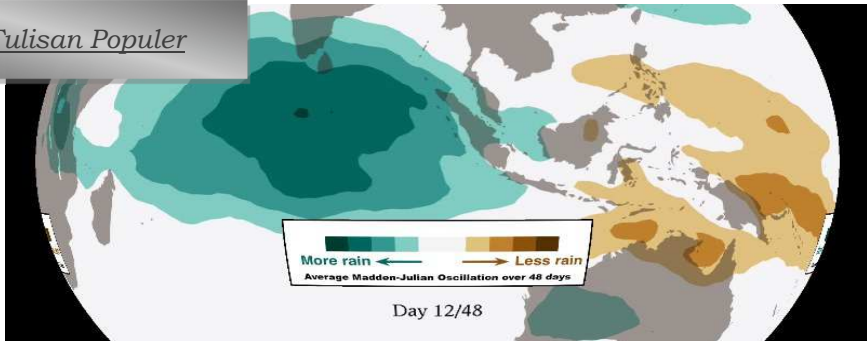 Tulisan Populer
More rain
Less rain
Average Madden-Julian Oscillation over 48 days
Day 12/48